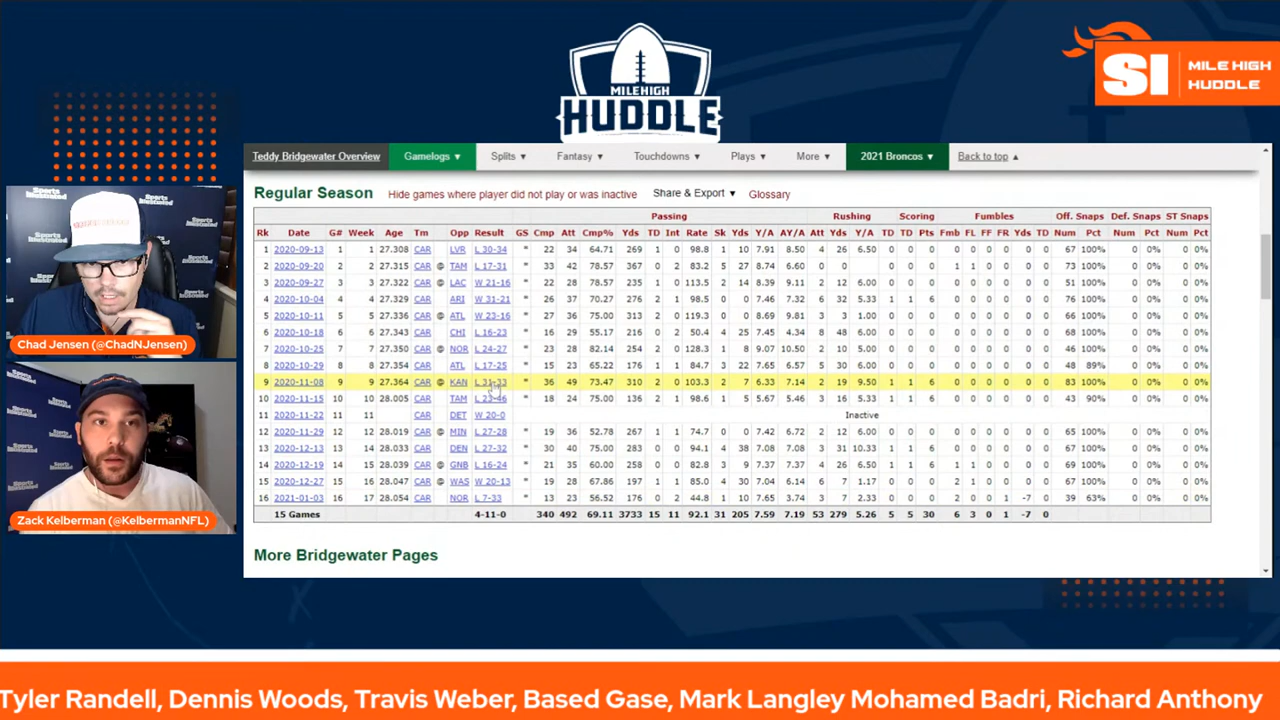 SI MILE HIGH
HUDDLE
MILE HIGH
HUDDLE
Teddy Bridgewater Overview Gamelogs ▼ Splits ▼ Fantasy ▼ Touchdowns ▼ Plays ▼ More ▼ 2021 Broncos ▼ Back to top ▲
Regular Season Hide games where player did not play or was inactive Share & Export ▼ Glossary
Passing Rushing Scoring Fumbles Off. Snaps Def. Snaps ST Snaps
Rk Date G# Week Age Tm Opp Result GS Cmp Att Cmp% Yds TD Int Rate Sk Yds Y/A AY/A Att Yds Y/A TD TD Pts Fmb FL FF FR Yds TD Num Pct Num Pct Num Pct
1 2020-09-13 1 1 27.308 CAR LVR L 30-34 * 22 34 64.71 269 1 0 98.8 1 10 7.91 8.50 4 26 6.50 0 0 0 0 0 0 0 0 0 67 100% 0 0% 0 0%
2 2020-09-20 2 2 27.315 CAR @ TAM L 17-31 * 33 42 78.57 367 0 2 83.2 5 27 8.74 6.60 0 0 0 1 1 0 0 0 0 73 100% 0 0% 0 0%
3 2020-09-27 3 3 27.322 CAR @ LAC W 21-16 * 22 28 78.57 235 1 0 113.5 2 14 8.39 9.11 2 12 6.00 0 0 0 0 0 0 0 0 0 51 100% 0 0% 0 0%
4 2020-10-04 4 4 27.329 CAR ARI W 31-21 * 26 37 70.27 276 2 1 98.5 0 0 7.46 7.32 6 32 5.33 1 1 6 0 0 0 0 0 0 76 100% 0 0% 0 0%
5 2020-10-11 5 5 27.336 CAR @ ATL W 23-16 * 27 36 75.00 313 2 0 119.3 0 0 8.69 9.81 3 3 1.00 0 0 0 0 0 0 0 0 0 66 100% 0 0% 0 0%
6 2020-10-18 6 6 27.343 CAR CHI L 16-23 * 16 29 55.17 216 0 2 50.4 4 25 7.45 4.34 8 48 6.00 0 0 0 0 0 0 0 0 0 68 100% 0 0% 0 0%
7 2020-10-25 7 7 27.350 CAR @ NOR L 24-27 * 23 28 82.14 254 2 0 128.3 1 8 9.07 10.50 2 10 5.00 0 0 0 0 0 0 0 0 0 46 100% 0 0% 0 0%
8 2020-10-29 8 8 27.354 CAR ATL L 17-25 * 15 23 65.22 176 1 1 84.5 3 22 7.65 6.57 6 30 5.00 0 0 0 0 0 0 0 0 0 48 89% 0 0% 0 0%
9 2020-11-08 9 9 27.364 CAR @ KAN L 31-33 * 36 49 73.47 310 2 0 103.3 2 7 6.33 7.14 2 19 9.50 1 1 6 0 0 0 0 0 0 83 100% 0 0% 0 0%
10 2020-11-15 10 10 28.005 CAR TAM L 23-46 * 18 24 75.00 136 2 1 98.6 1 5 5.67 5.46 3 16 5.33 1 1 6 0 0 0 0 0 0 43 90% 0 0% 0 0%
11 2020-11-22 11 11 CAR DET W 20-0 Inactive
12 2020-11-29 12 12 28.019 CAR @ MIN L 27-28 * 19 36 52.78 267 1 1 74.7 0 0 7.42 6.72 2 12 6.00 0 0 0 0 0 0 0 0 0 65 100% 0 0% 0 0%
13 2020-12-13 13 14 28.033 CAR DEN L 27-32 * 30 40 75.00 283 0 0 94.1 4 38 7.08 7.08 3 31 10.33 1 1 6 0 0 0 0 0 0 64 100% 0 0% 0 0%
14 2020-12-19 14 15 28.039 CAR @ GNB L 16-24 * 21 35 60.00 258 0 0 82.8 3 9 7.37 7.37 4 26 6.50 1 1 6 1 1 0 0 0 0 69 100% 0 0% 0 0%
15 2020-12-27 15 16 28.047 CAR @ WAS W 20-13 * 19 28 67.86 197 1 1 85.0 4 30 7.04 6.14 6 7 1.17 0 0 0 2 0 0 0 0 0 61 100% 0 0% 0 0%
16 2021-01-03 16 17 28.054 CAR NOR L 7-33 * 13 23 56.52 176 0 2 44.8 1 10 7.65 3.74 3 7 2.33 0 0 0 2 1 0 1 -7 0 39 63% 0 0% 0 0%
15 Games 4-11-0 340 492 69.11 3733 15 11 92.1 31 205 7.59 7.19 53 279 5.26 5 5 30 6 3 0 1 -7 0
More Bridgewater Pages
Chad Jensen (@ChadNJensen)
Zack Kelberman (@KelbermanNFL)
Tyler Randell, Dennis Woods, Travis Weber, Based Gase, Mark Langley Mohamed Badri, Richard Anthony